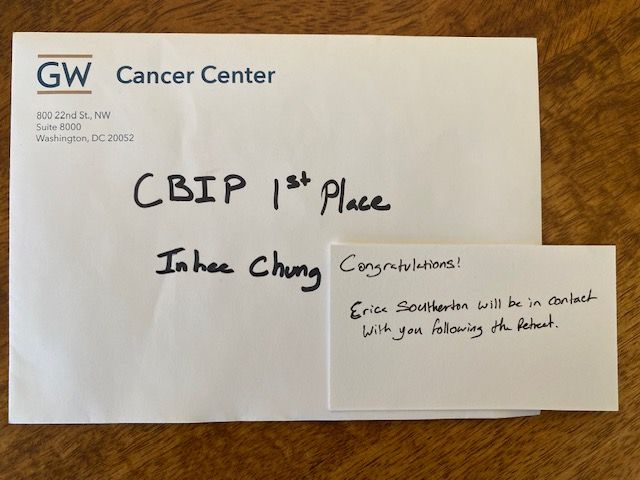 GW Cancer Center
800 22nd St., NW
Suite 8000
Washington, DC 20052
CBIP 1st Place
Inhee Chung
Congratulations!
Erica Southerton will be in contact
with you following the Retreat.